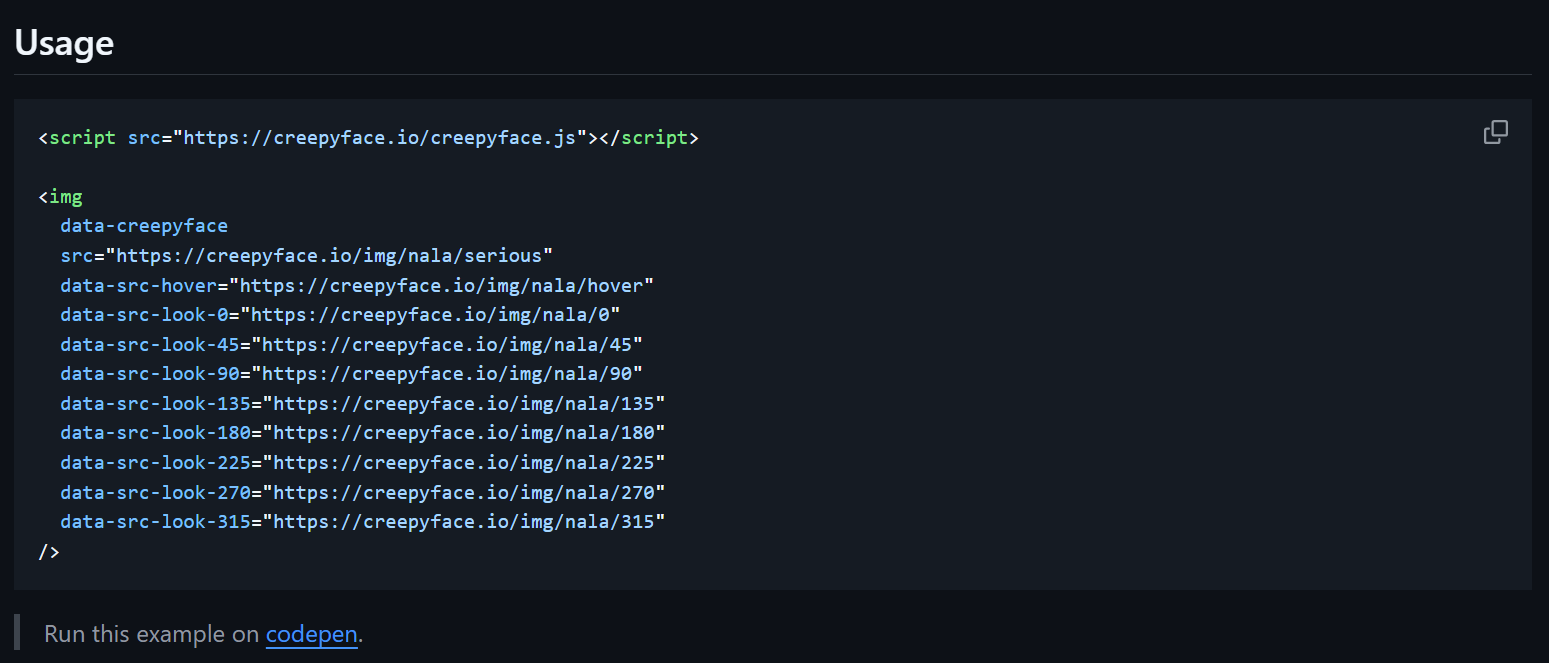 Usage
<script src="https://creepyface.io/creepyface.js"></script>
<img
data-creepyface
src="https://creepyface.io/img/nala/serious"
data-src-hover="https://creepyface.io/img/nala/hover"
data-src-look-0="https://creepyface.io/img/nala/0"
data-src-look-45="https://creepyface.io/img/nala/45"
data-src-look-90="https://creepyface.io/img/nala/90"
data-src-look-135="https://creepyface.io/img/nala/135"
data-src-look-180="https://creepyface.io/img/nala/180"
data-src-look-225="https://creepyface.io/img/nala/225"
data-src-look-270="https://creepyface.io/img/nala/270"
data-src-look-315="https://creepyface.io/img/nala/315"
/>
Run this example on codepen.